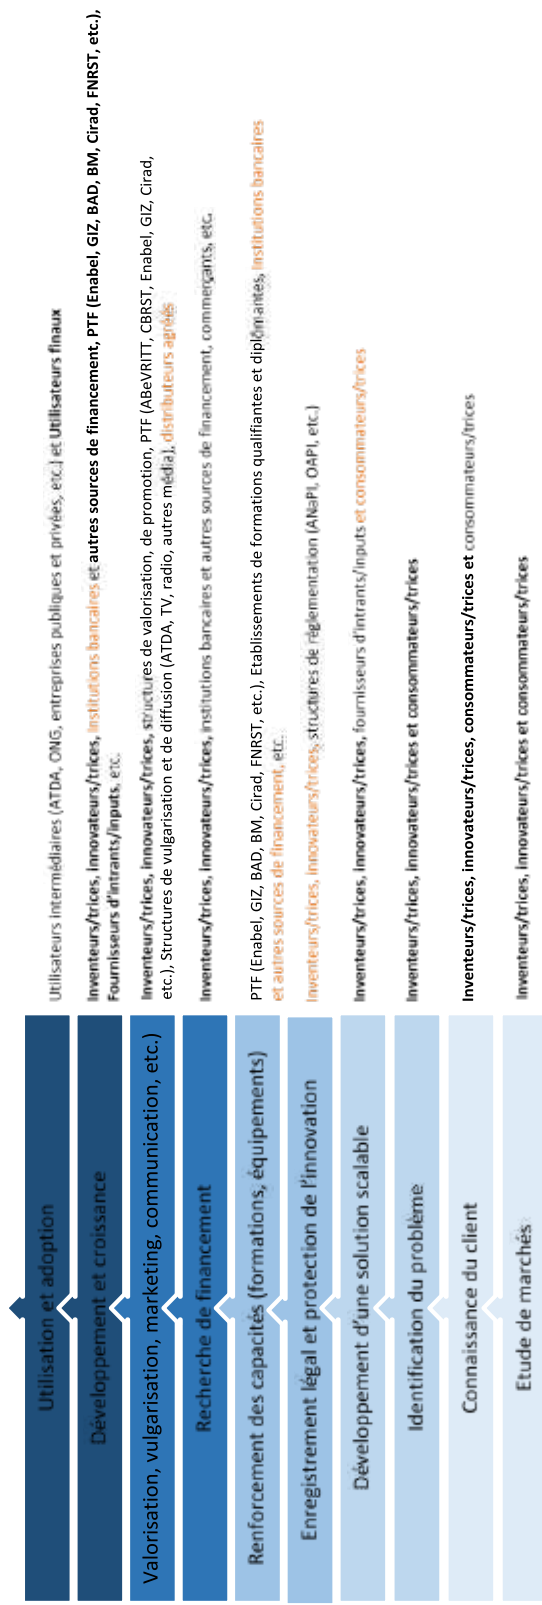 Utilisation et adoption
Utilisateurs intermédiaires (ATDA, ONG, entreprises publiques et privées, etc.) et Utilisateurs finaux
Développement et croissance
Inventeurs/trices, innovateurs/trices, Institutions bancaires et autres sources de financement, PTF (Enabel, GIZ, BAD, BM, Cirad, FNRST, etc.),
Fournisseurs d'intrants/inputs, etc.
Valorisation, vulgarisation, marketing, communication, etc.)
Inventeurs/trices, innovateurs/trices, structures de valorisation, de promotion, PTF (ABeVRITT, CBRST, Enabel, GIZ, Cirad,
etc.), Structures de vulgarisation et de diffusion (ATDA, TV, radio, autres média), distributeurs agréés
Recherche de financement
Inventeurs/trices, innovateurs/trices, institutions bancaires et autres sources de financement, commerçants, etc.
Renforcement des capacités (formations, équipements)
PTF (Enabel, GIZ, BAD, BM, Cirad, FNRST, etc.), Etablissements de formations qualifiantes et diplômantes, Institutions bancaires
et autres sources de financement, etc.
Enregistrement légal et protection de l'innovation
Inventeurs/trices, innovateurs/trices, structures de réglementation (ANaPI, OAPI, etc.)
Développement d'une solution scalable
Inventeurs/trices, innovateurs/trices, fournisseurs d'intrants/inputs et consommateurs/trices
Identification du problème
Inventeurs/trices, innovateurs/trices et consommateurs/trices
Connaissance du client
Inventeurs/trices, innovateurs/trices, consommateurs/trices et consommateurs/trices
Etude de marchés
Inventeurs/trices, innovateurs/trices et consommateurs/trices